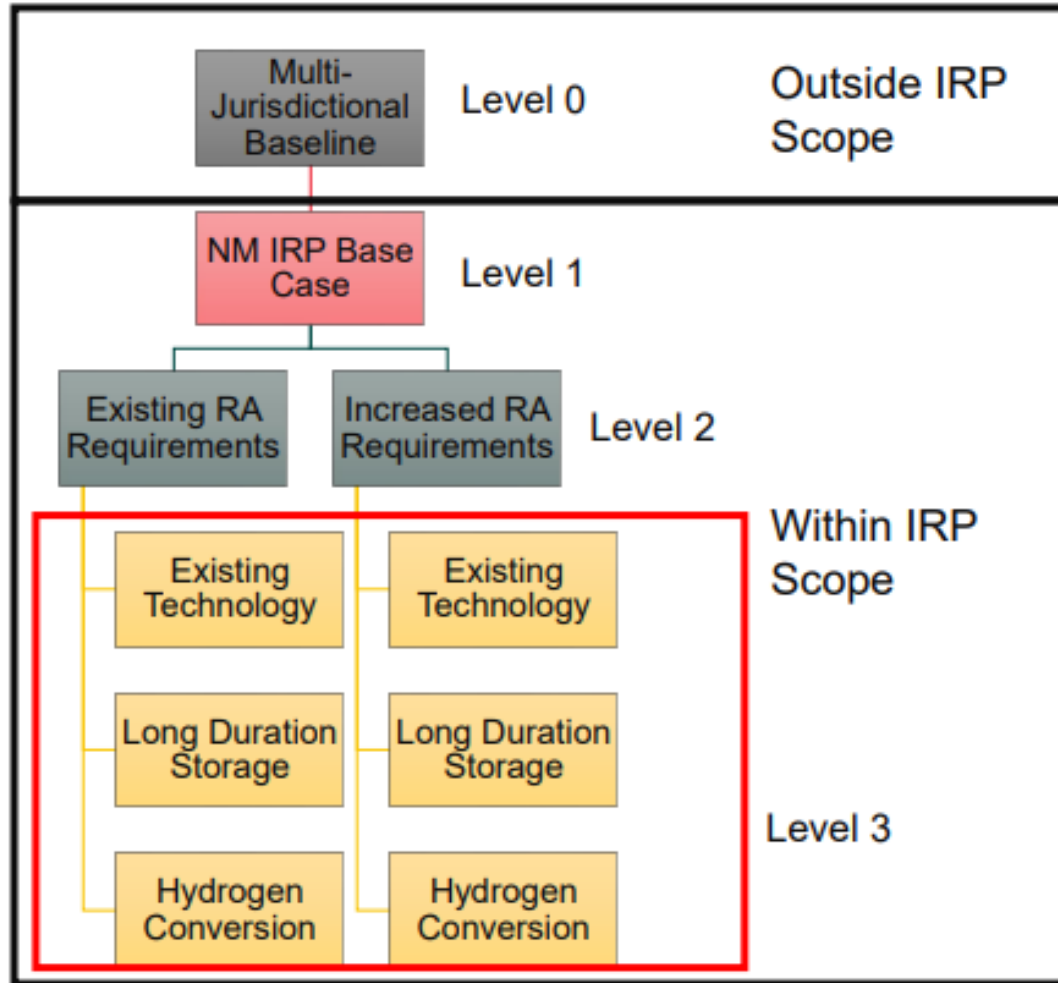 Multi-
Jurisdictional
Baseline
Level 0
Outside IRP
Scope
NM IRP Base
Case
Level 1
Existing RA
Requirements
Increased RA
Requirements
Level 2
Within IRP
Scope
Existing
Technology
Existing
Technology
Long Duration
Storage
Long Duration
Storage
Level 3
Hydrogen
Conversion
Hydrogen
Conversion